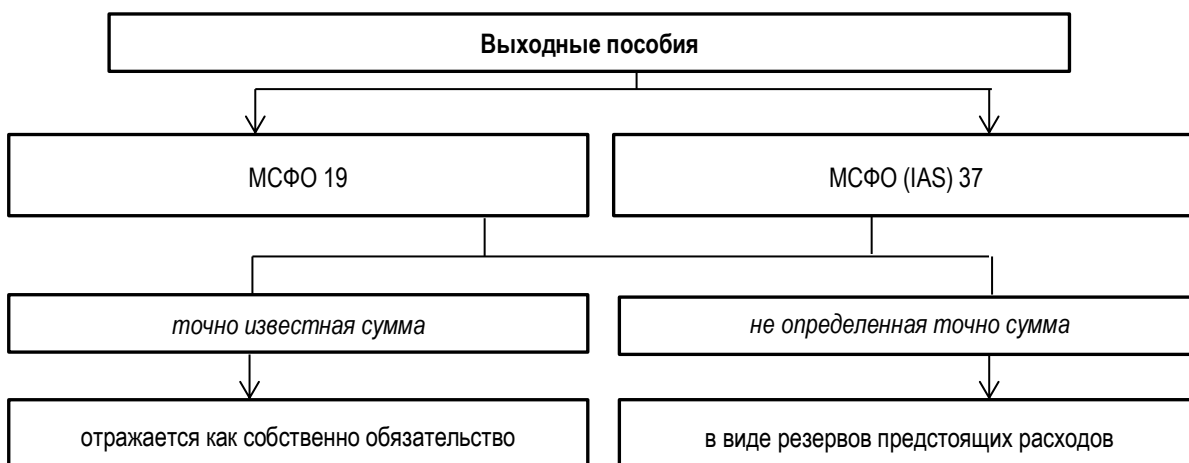 Выходные пособия
МСФО 19
МСФО (IAS) 37
точно известная сумма
не определенная точно сумма
отражается как собственно обязательство
в виде резервов предстоящих расходов